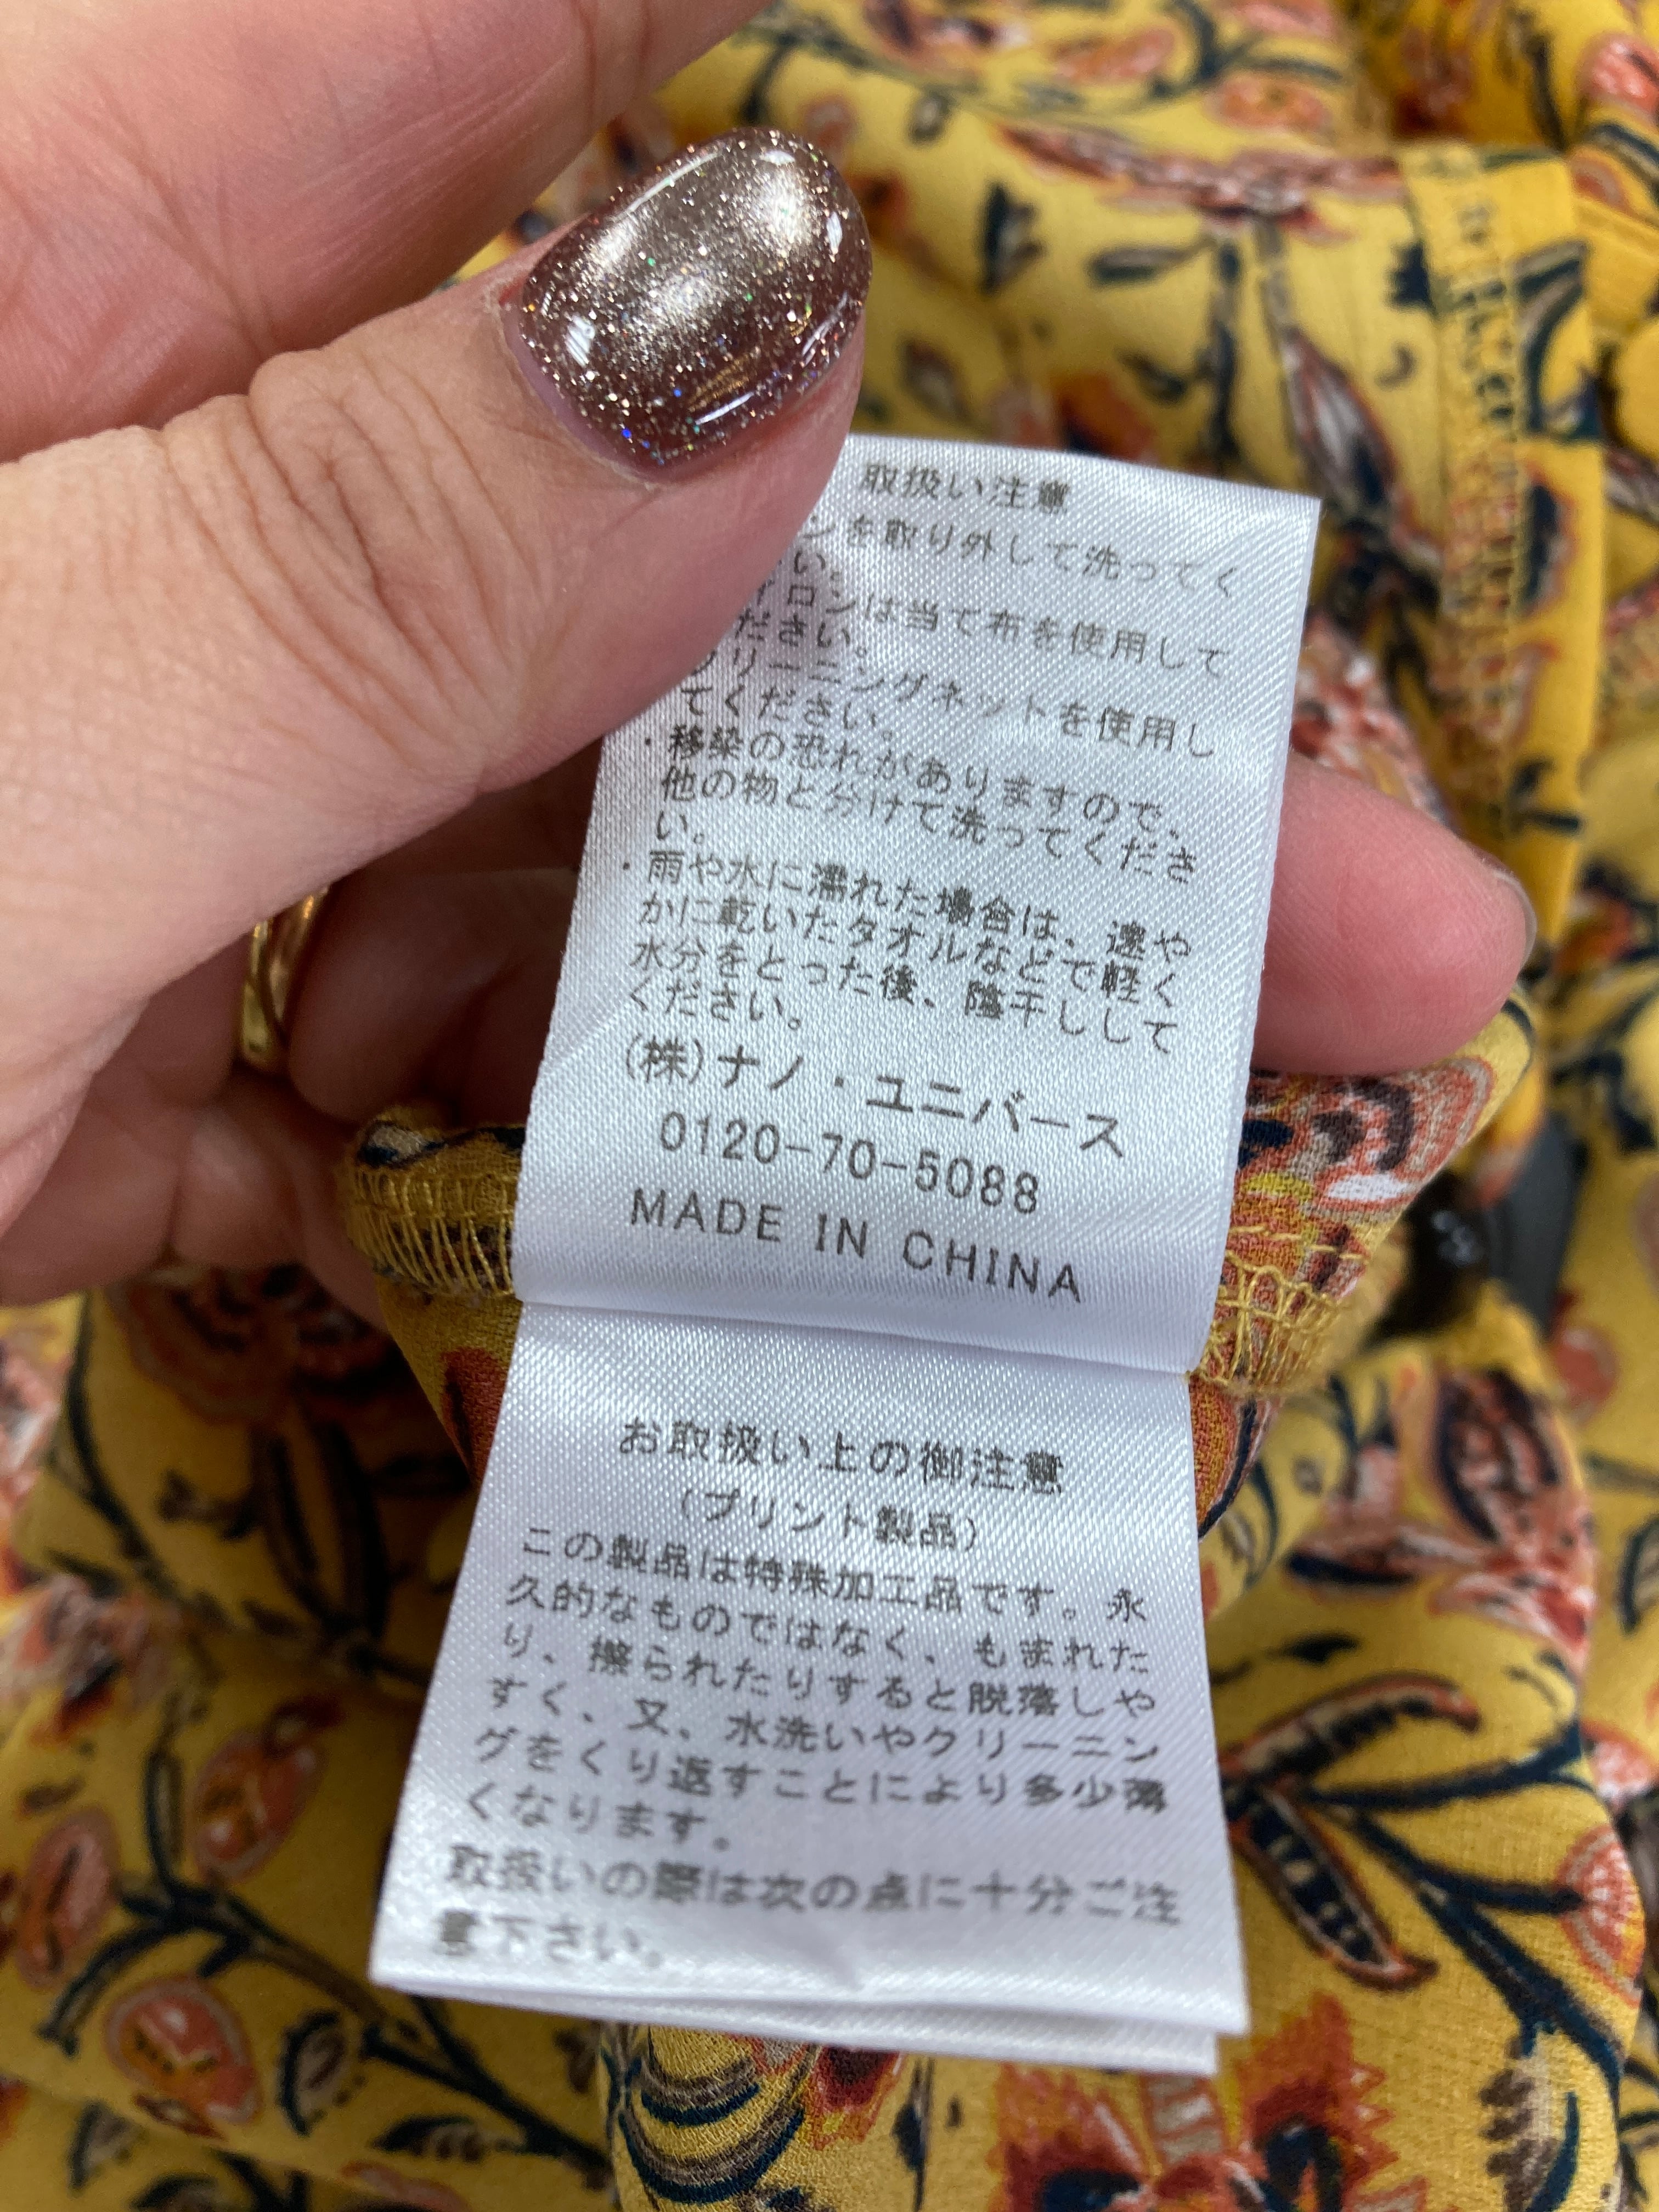 取扱い注意
ンを取り外して洗ってく
い。
イロンは当て布を使用して
ださい。
リーニングネットを使用し
てください。
・移染の恐れがありますので、
他の物と分けて洗ってくださ
い。
・雨や水に濡れた場合は、速や
かに乾いたタオルなどで軽く
水分をとった後、陰干しして
ください。
(株)ナノ・ユニバース
0120-70-5088
MADE IN CHINA
お取扱い上の御注意
(プリント製品)
この製品は特殊加工品です。永
久的なものではなく、もまれた
り、擦られたりすると脱落しや
すく、又、水洗いやクリーニン
グをくり返すことにより多少薄
くなります。
取扱いの際は次の点に十分ご注
意下さい。